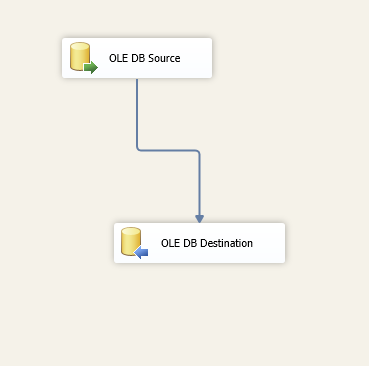 OLE DB Source
OLE DB Destination